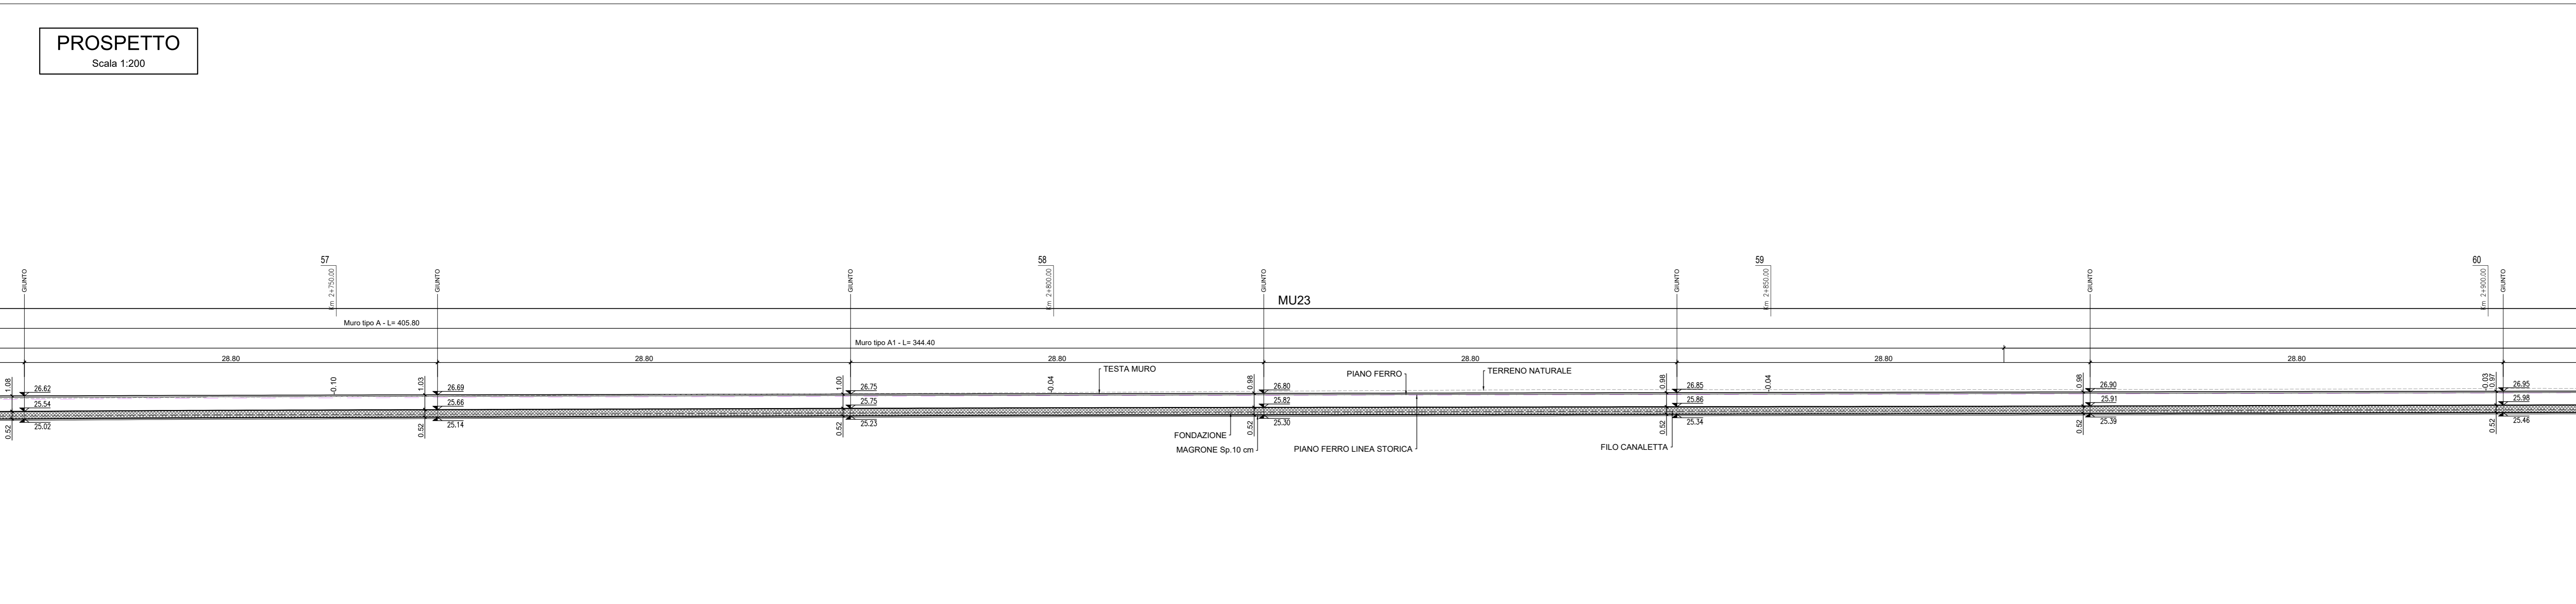 PROSPETTO
Scala 1:200
57
58
59
60
Km 2+750.00
Km 2+800.00
Km 2+850.00
Km 2+900.00
GIUNTO
GIUNTO
GIUNTO
GIUNTO
GIUNTO
GIUNTO
GIUNTO
MU23
Muro tipo A - L= 405.80
Muro tipo A1 - L= 344.40
28.80
28.80
28.80
28.80
28.80
28.80
1.08
26.62
25.54
25.02
0.52
-0.10
1.03
26.69
25.66
25.14
0.52
1.00
26.75
25.75
25.23
0.52
-0.04
TESTA MURO
0.98
26.80
25.82
25.30
0.52
PIANO FERRO
TERRENO NATURALE
FONDAZIONE
MAGRONE Sp.10 cm
PIANO FERRO LINEA STORICA
FILO CANALETTA
0.98
26.85
25.86
25.34
0.52
-0.04
0.98
26.90
25.91
25.39
0.52
-0.03
0.97
26.95
25.98
25.46
0.52